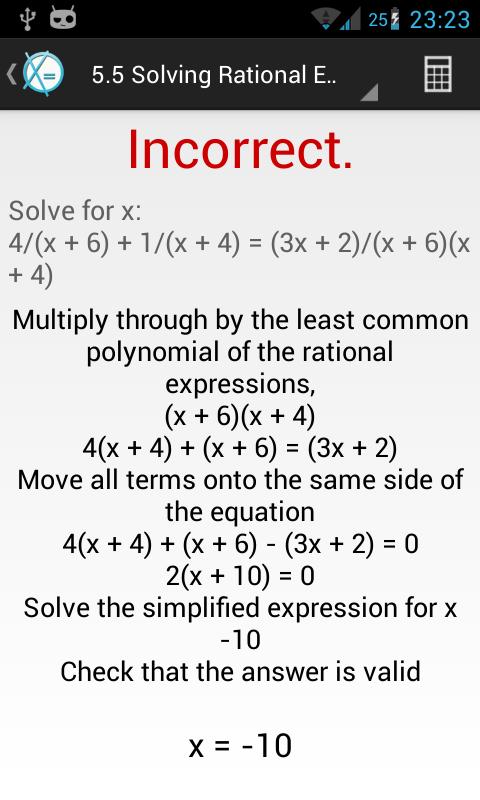 25 23:23
X=
5.5 Solving Rational E..
Incorrect.
Solve for x:
4/(x + 6) + 1/(x + 4) = (3x + 2)/(x + 6)(x
+ 4)
Multiply through by the least common
polynomial of the rational
expressions,
(x + 6)(x + 4)
4(x + 4) + (x + 6) = (3x + 2)
Move all terms onto the same side of
the equation
4(x + 4) + (x + 6) - (3x + 2) = 0
2(x + 10) = 0
Solve the simplified expression for x
-10
Check that the answer is valid
x = -10